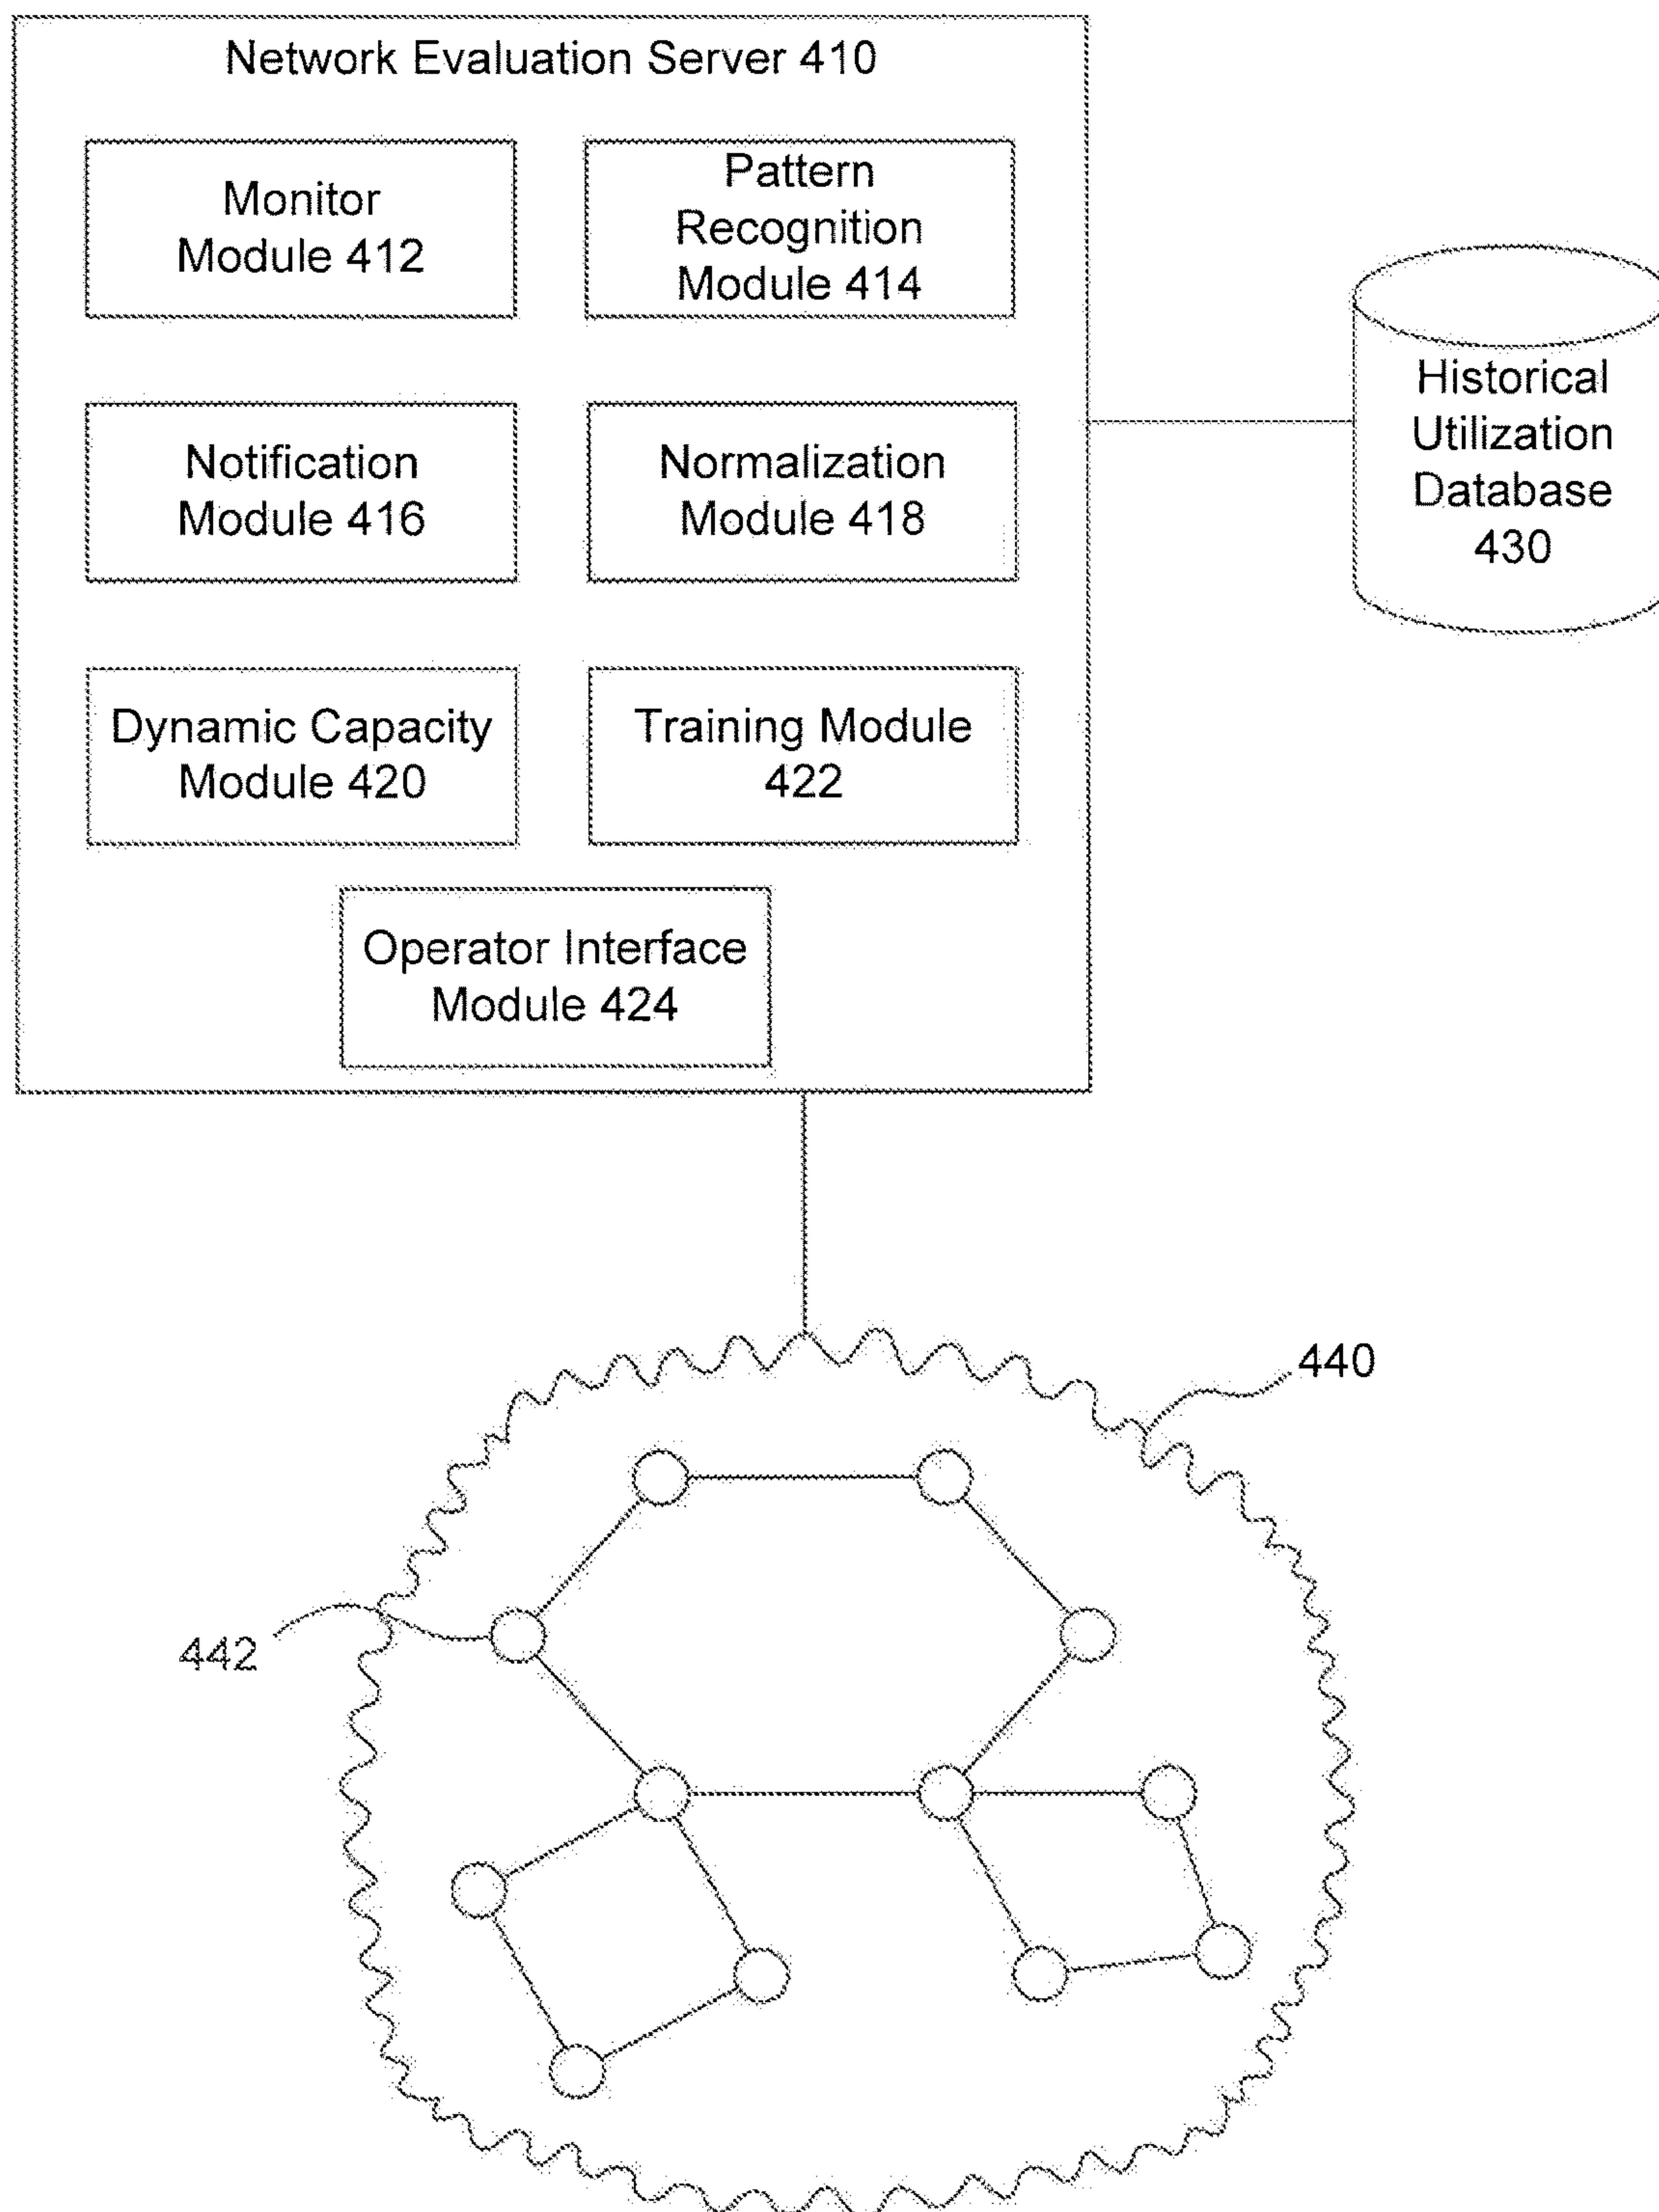 Network Evaluation Server 410
Monitor
Module 412
Pattern
Recognition
Module 414
Notification
Module 416
Normalization
Module 418
Dynamic Capacity
Module 420
Training Module
422
Operator Interface
Module 424
Historical
Utilization
Database
430
440
442